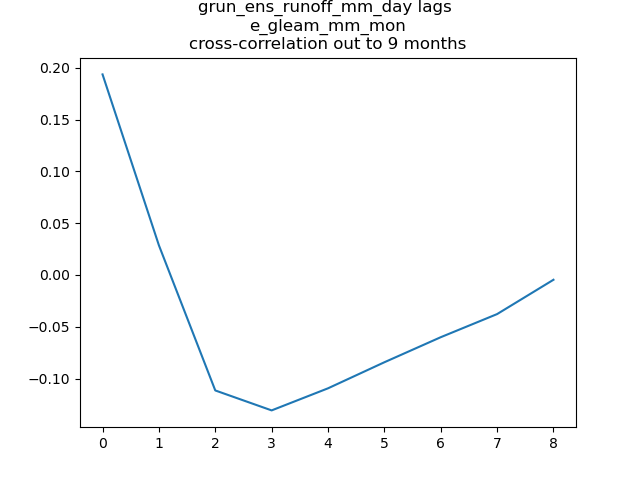 grun_ens_runoff_mm_day lags
e_gleam_mm_mon
cross-correlation out to 9 months
0.20
0.15
0.10
0.05
0.00
−0.05
−0.10
0 1 2 3 4 5 6 7 8